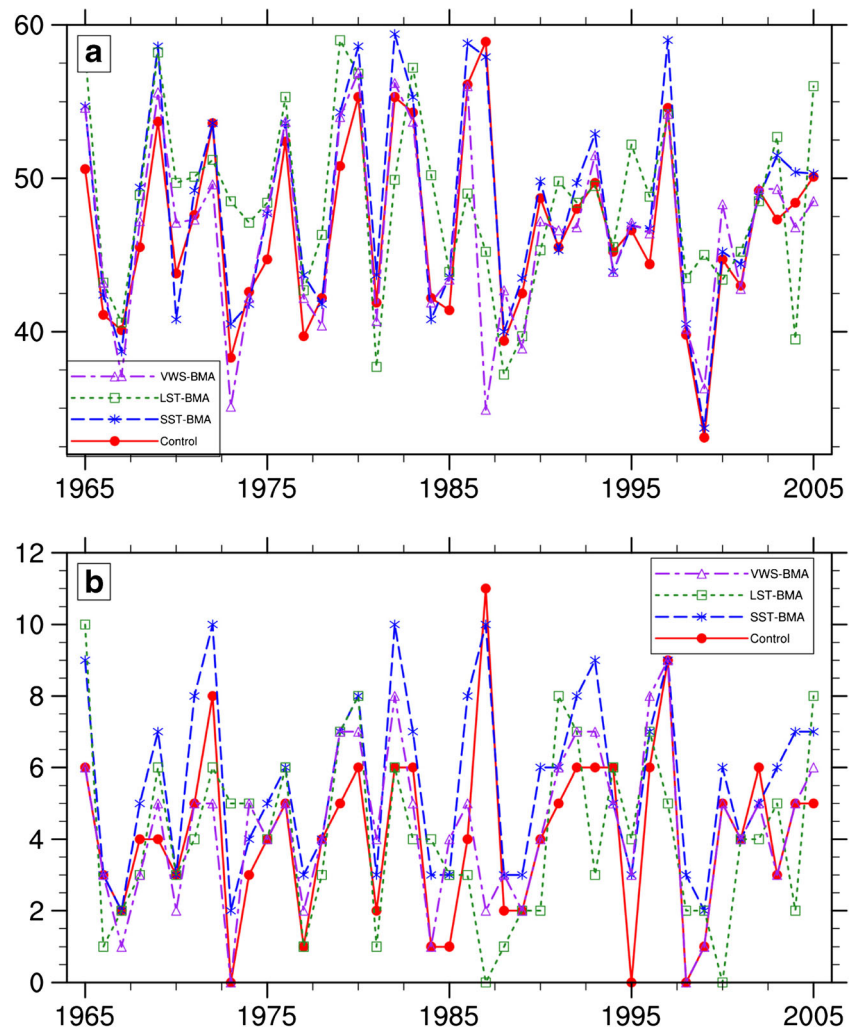 a
60
50
40
VWS-BMA
LST-BMA
SST-BMA
Control
1965 1975 1985 1995 2005
b
12
10
8
6
4
2
0
VWS-BMA
LST-BMA
SST-BMA
Control
1965 1975 1985 1995 2005